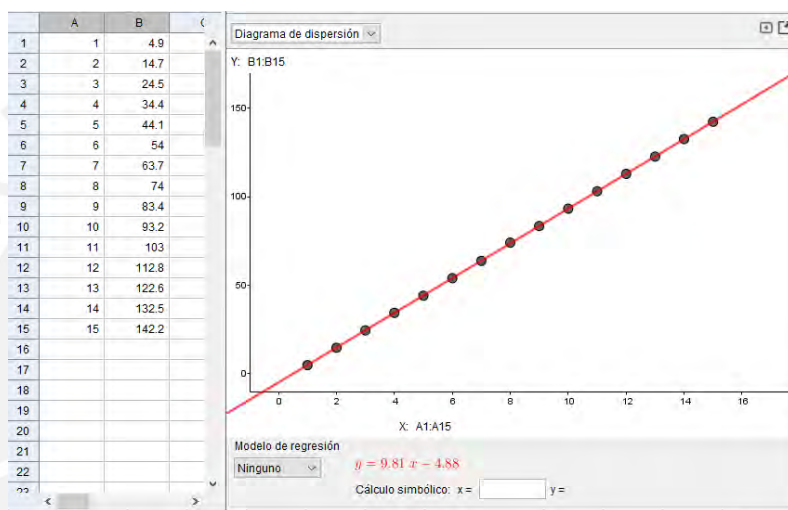 A B
1 1 4.9
2 2 14.7
3 3 24.5
4 4 34.4
5 5 44.1
6 6 54
7 7 63.7
8 8 74
9 9 83.4
10 10 93.2
11 11 103
12 12 112.8
13 13 122.6
14 14 132.5
15 15 142.2
16
17
18
19
20
21
22
Diagrama de dispersión
Y: B1:B15
150
100
50
0
0 2 4 6 8 10 12 14 16
X: A1:A15
Modelo de regresión
Ninguno
y = 9.81 x − 4.88
Cálculo simbólico: x = y =